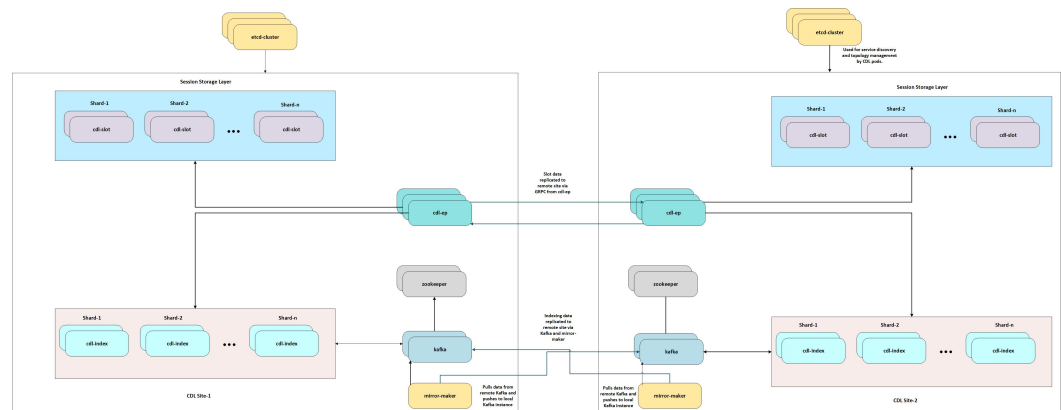 etcd-cluster
Session Storage Layer
Shard-1
Shard-2
Shard-n
cdl-slot
cdl-slot
...
cdl-slot
cdl-ep
zookeeper
Shard-1
Shard-2
Shard-n
cdl-index
cdl-index
...
cdl-index
kafka
mirror-maker
Pulls data from
remote Kafka and
pushes to local
Kafka Instance
CDL Site-1
Slot data
replicated to
remote site via
GRPC from cdl-ep
Indexing data
replicated to
remote site via
Kafka and mirror-
maker
etcd-cluster
Used for service discovery
and topology management
by CDL pods.
Session Storage Layer
Shard-1
Shard-2
Shard-n
cdl-slot
cdl-slot
...
cdl-slot
cdl-ep
zookeeper
kafka
Shard-1
Shard-2
Shard-n
cdl-index
cdl-index
...
cdl-index
Pulls data from
remote Kafka and
pushes to local
Kafka Instance
mirror-maker
CDL Site-2